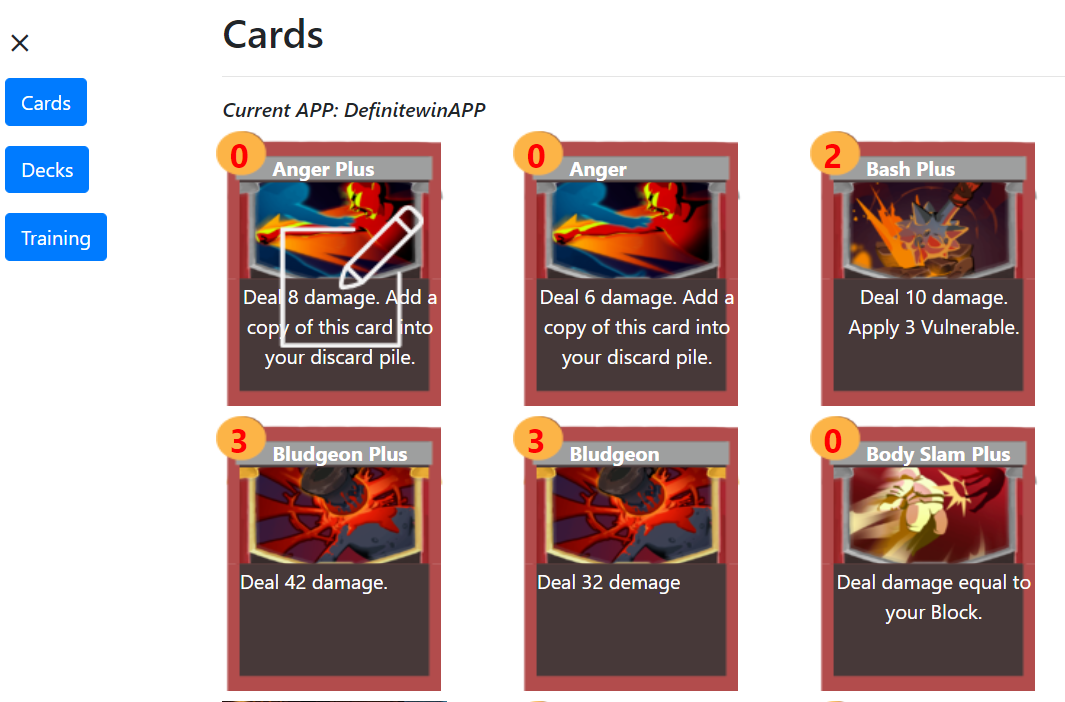 Cards
×
Cards
Decks
Training
Current APP: DefinitewinAPP
0
Anger Plus
Deal 8 damage. Add a
copy of this card into
your discard pile.
0
Anger
Deal 6 damage. Add a
copy of this card into
your discard pile.
2
Bash Plus
Deal 10 damage.
Apply 3 Vulnerable.
3
Bludgeon Plus
Deal 42 damage.
3
Bludgeon
Deal 32 demage
0
Body Slam Plus
Deal damage equal to
your Block.